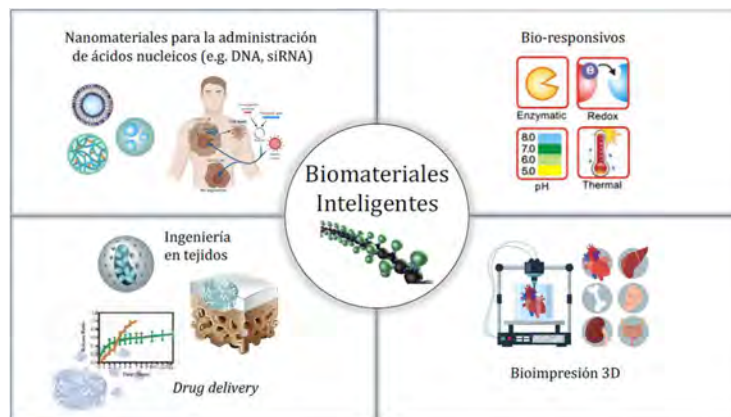 Nanomateriales para la administración
de ácidos nucleicos (e.g. DNA, siRNA)
Bio-responsivos
Enzymatic
e
Redox
8.0
7.0
6.0
5.0
pH
Thermal
Biomateriales
Inteligentes
Ingeniería
en tejidos
Drug delivery
Bioimpresión 3D